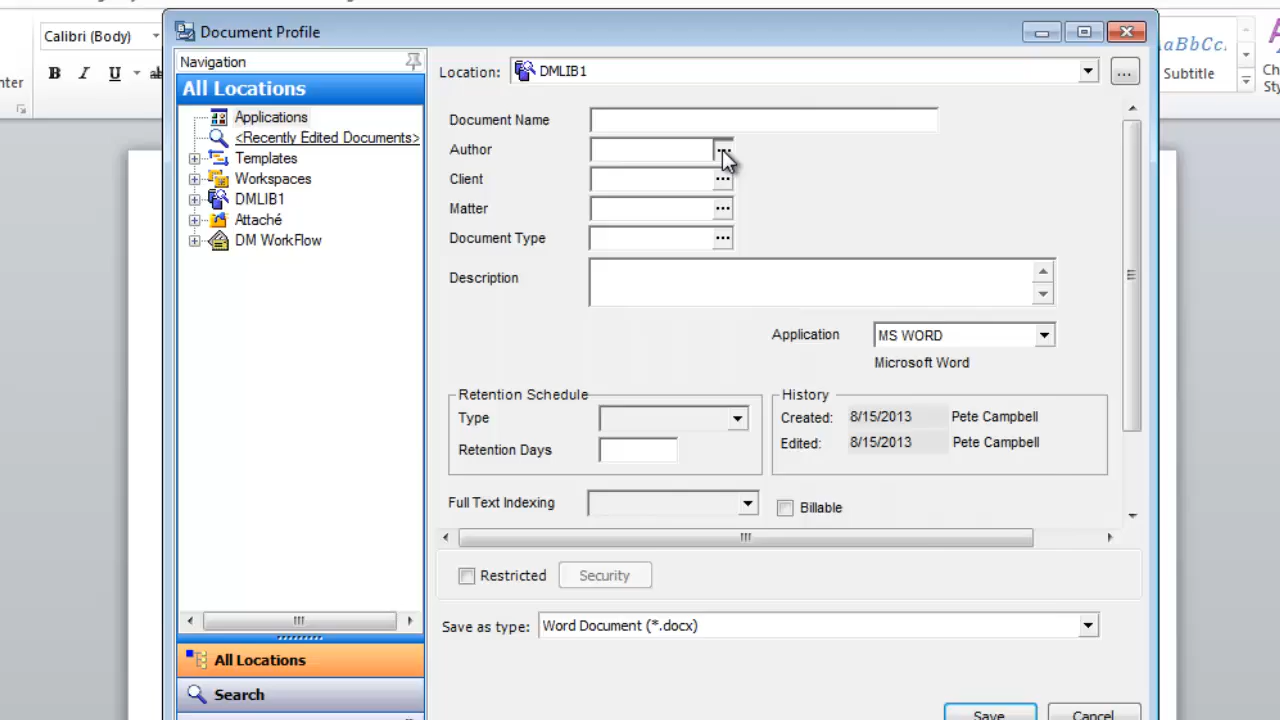 Calibri (Body)
Document Profile
nter
B I U ab
Subtitle
Navigation
All Locations
Applications
<Recently Edited Documents>
Templates
Workspaces
DMLIB1
Attaché
DM WorkFlow
All Locations
Search
Location: DMLIB1 ...
Document Name
Author ...
Client ...
Matter ...
Document Type ...
Description
Application MS WORD
Microsoft Word
Retention Schedule
Type
Retention Days
History
Created: 8/15/2013 Pete Campbell
Edited: 8/15/2013 Pete Campbell
Full Text Indexing
Billable
Restricted Security
Save as type: Word Document (*.docx)
Save Cancel